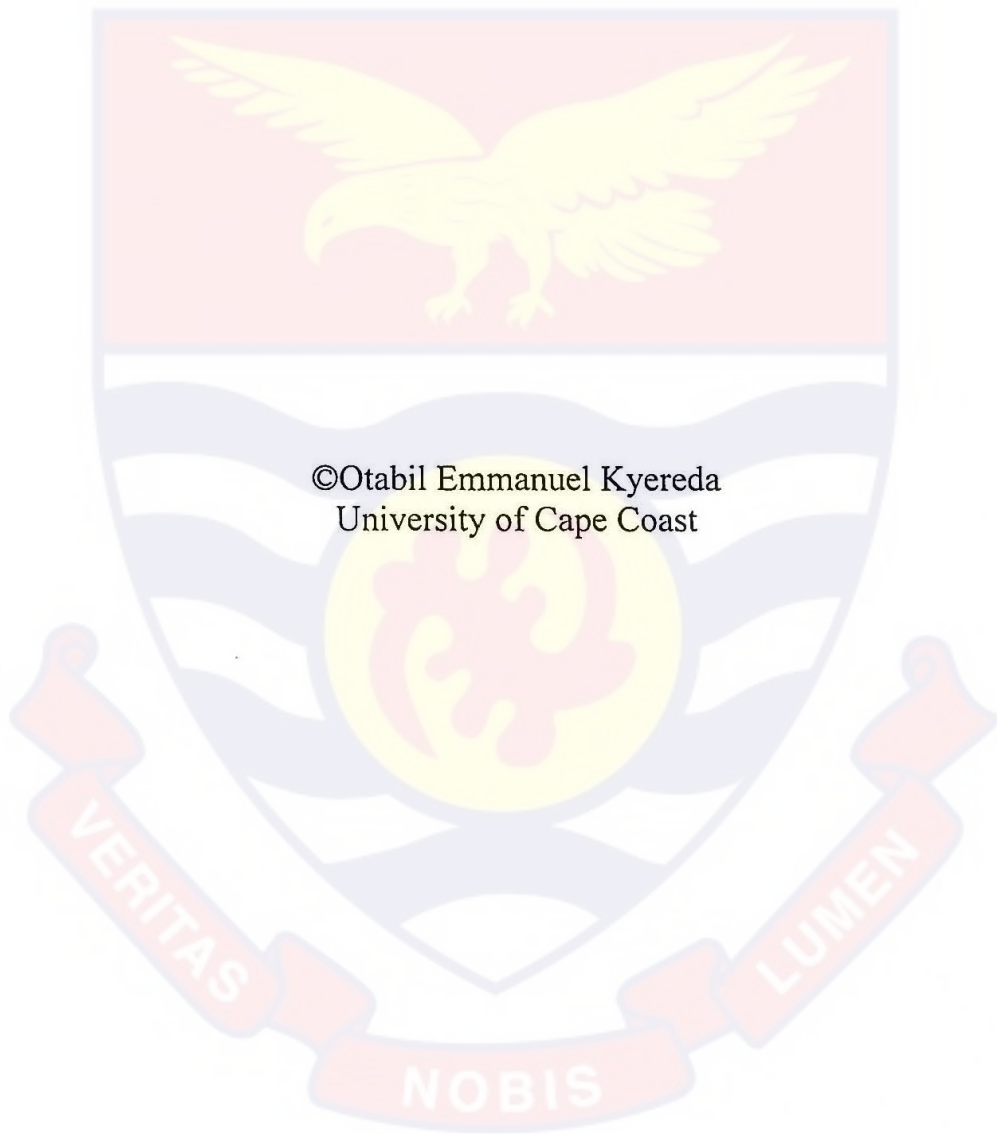 ©Otabil Emmanuel Kyereda
University of Cape Coast
VERITAS
NOBIS
LUMEN